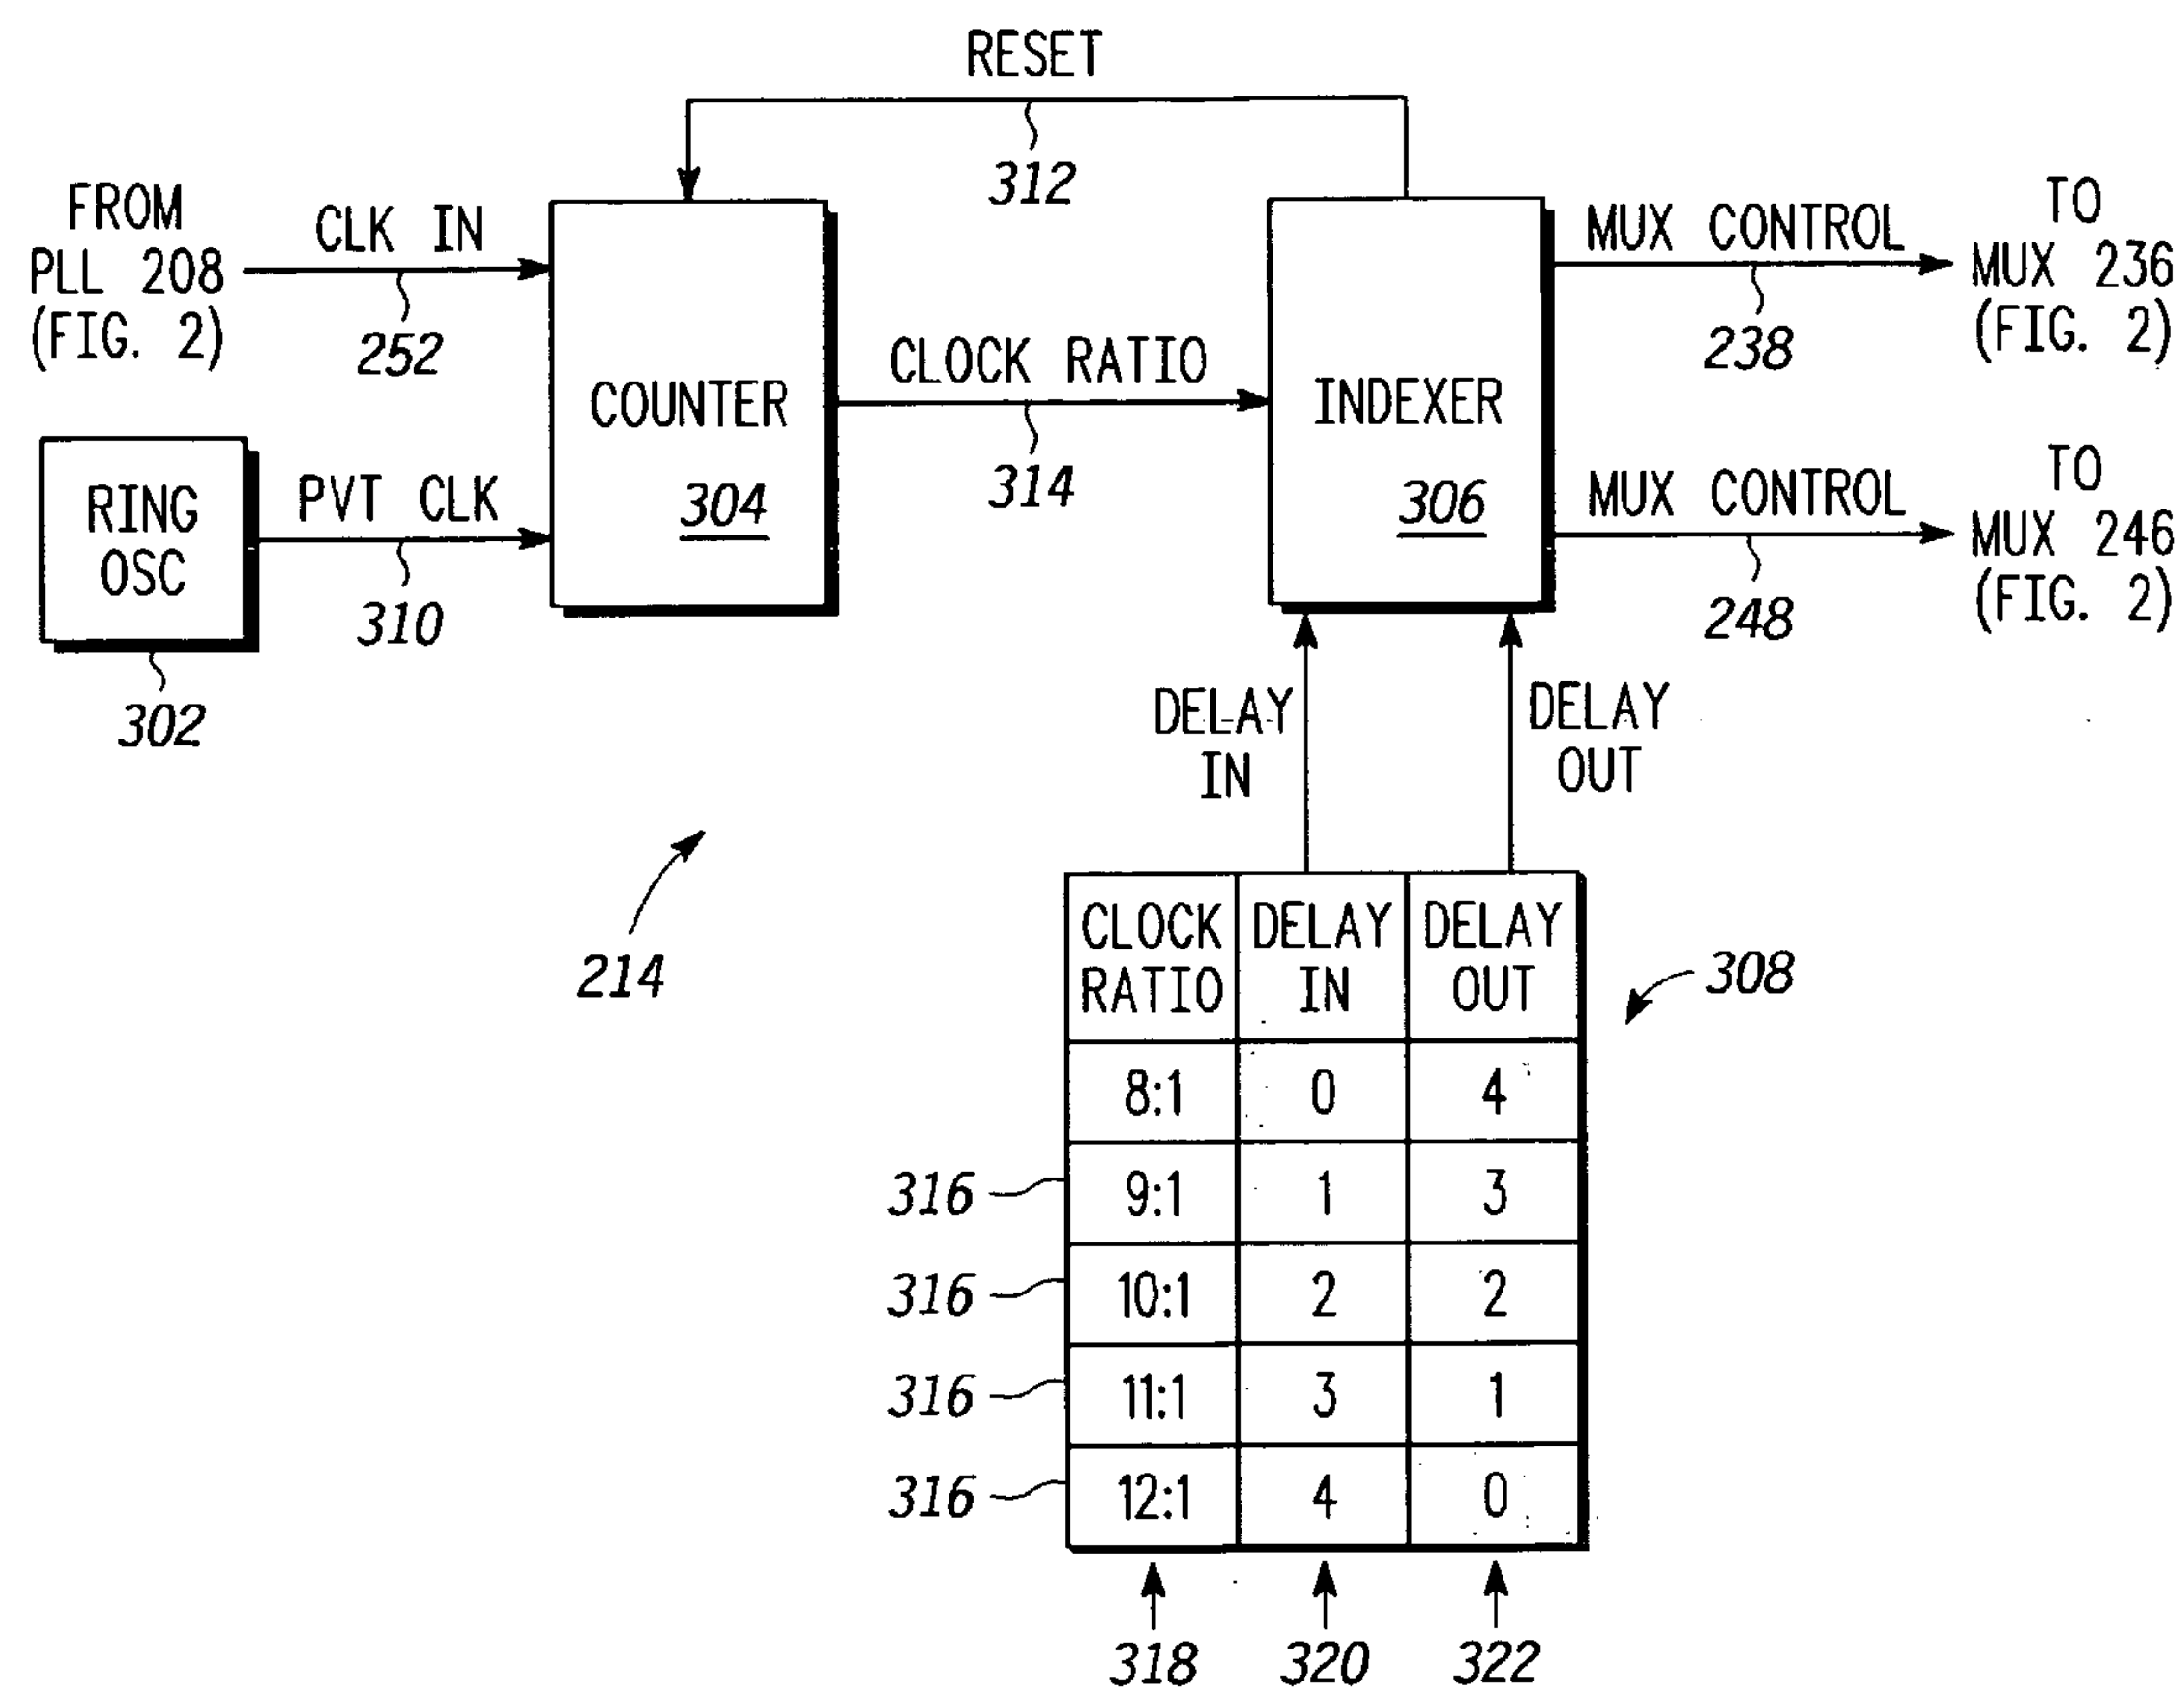 RESET
312
FROM
PLL 208
(FIG. 2)
CLK IN
252
COUNTER
304
CLOCK RATIO
314
INDEXER
306
MUX CONTROL
238
TO
MUX 236
(FIG. 2)
RING
OSC
302
PVT CLK
310
MUX CONTROL
248
TO
MUX 246
(FIG. 2)
DELAY
IN
DELAY
OUT
214
308
CLOCK
RATIO
DELAY
IN
DELAY
OUT
8:1 0 4
316 9:1 1 3
316 10:1 2 2
316 11:1 3 1
316 12:1 4 0
318 320 322